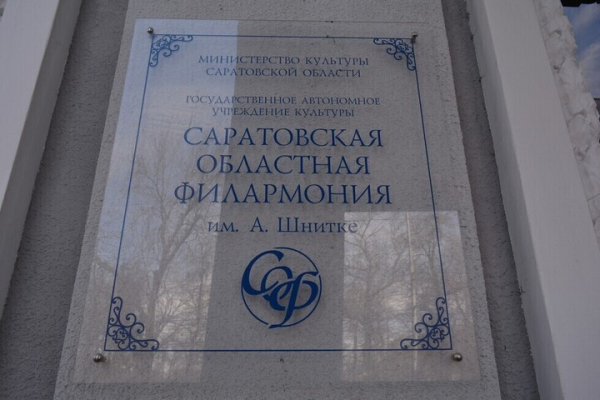 МИНИСТЕРСТВО КУЛЬТУРЫ
САРАТОВСКОЙ ОБЛАСТИ
ГОСУДАРСТВЕННОЕ АВТОНОМНОЕ
УЧРЕЖДЕНИЕ КУЛЬТУРЫ
САРАТОВСКАЯ
ОБЛАСТНАЯ
ФИЛАРМОНИЯ
им. А. Шнитке
СОФ